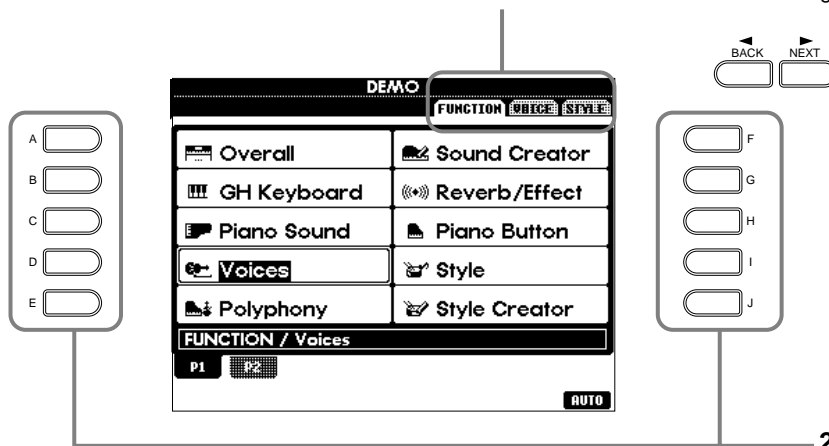 BACK NEXT
DEMO
FUNCTION VOICE STYLE
A
B
C
D
E
Overall
GH Keyboard
Piano Sound
Voices
Polyphony
Sound Creator
Reverb/Effect
Piano Button
Style
Style Creator
F
G
H
I
J
FUNCTION / Voices
P1 P2
AUTO
2